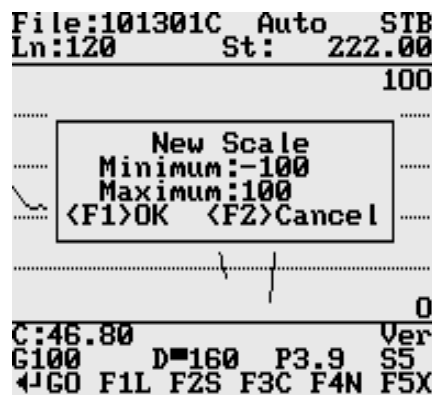 File:101301C Auto STB
Ln:120 St: 222.00
100
New Scale
Minimum:-100
Maximum:100
<F1>OK <F2>Cancel
0
C:46.80 Ver
G100 D▀160 P3.9 S5
↵GO F1L F2S F3C F4N F5X